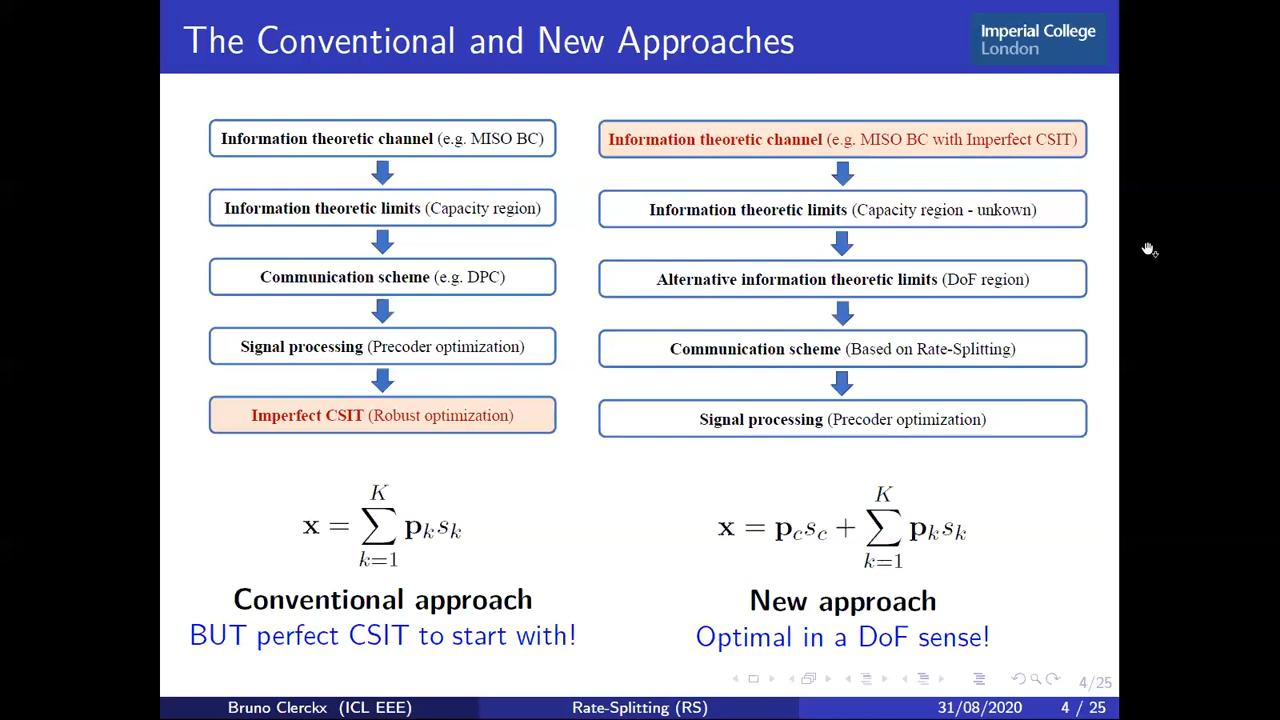 The Conventional and New Approaches
Imperial College
London
Information theoretic channel (e.g. MISO BC)
Information theoretic limits (Capacity region)
Communication scheme (e.g. DPC)
Signal processing (Precoder optimization)
Imperfect CSIT (Robust optimization)
x = ∑_{k=1}^{K} p_k s_k
Conventional approach
BUT perfect CSIT to start with!
Information theoretic channel (e.g. MISO BC with Imperfect CSIT)
Information theoretic limits (Capacity region - unkown)
Alternative information theoretic limits (DoF region)
Communication scheme (Based on Rate-Splitting)
Signal processing (Precoder optimization)
x = p_c s_c + ∑_{k=1}^{K} p_k s_k
New approach
Optimal in a DoF sense!
4/25
Bruno Clerckx (ICL EEE)
Rate-Splitting (RS)
31/08/2020
4 / 25